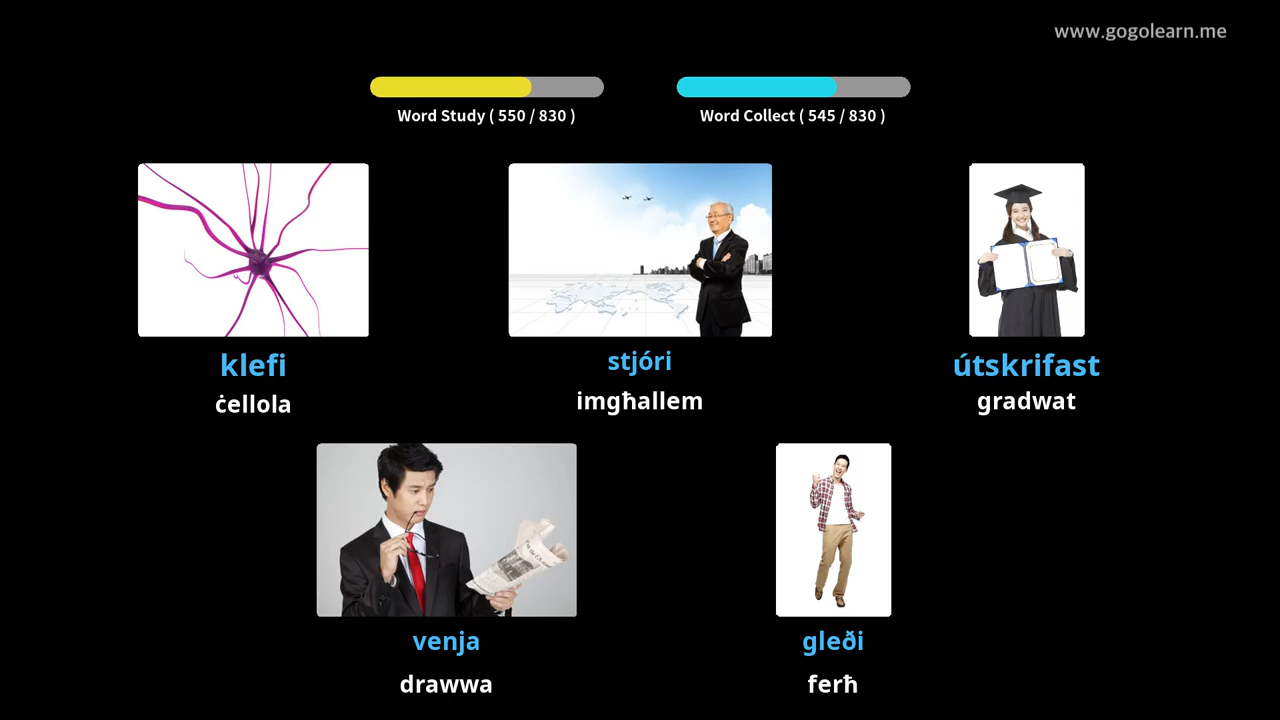 www.gogolearn.me
Word Study ( 550 / 830 )
Word Collect ( 545 / 830 )
klefi
ċellola
stjóri
imgħallem
útskrifast
gradwat
venja
drawwa
gleði
ferħ